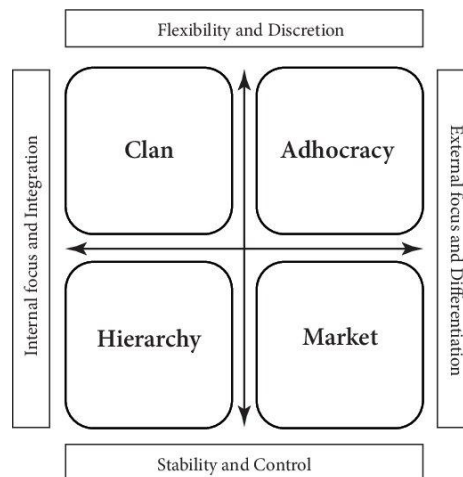 Flexibility and Discretion
Internal focus and Integration
Clan
Adhocracy
External focus and Differentiation
Hierarchy
Market
Stability and Control